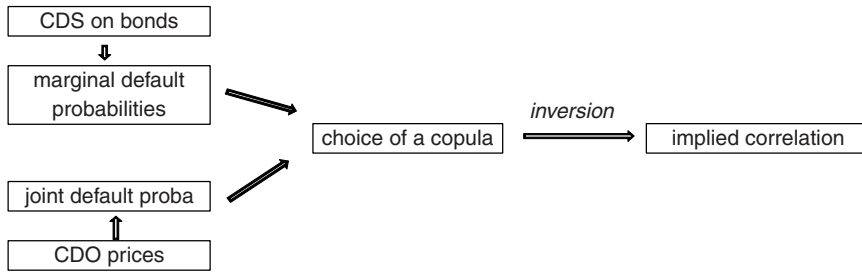 CDS on bonds
marginal default
probabilities
inversion
choice of a copula
implied correlation
joint default proba
CDO prices